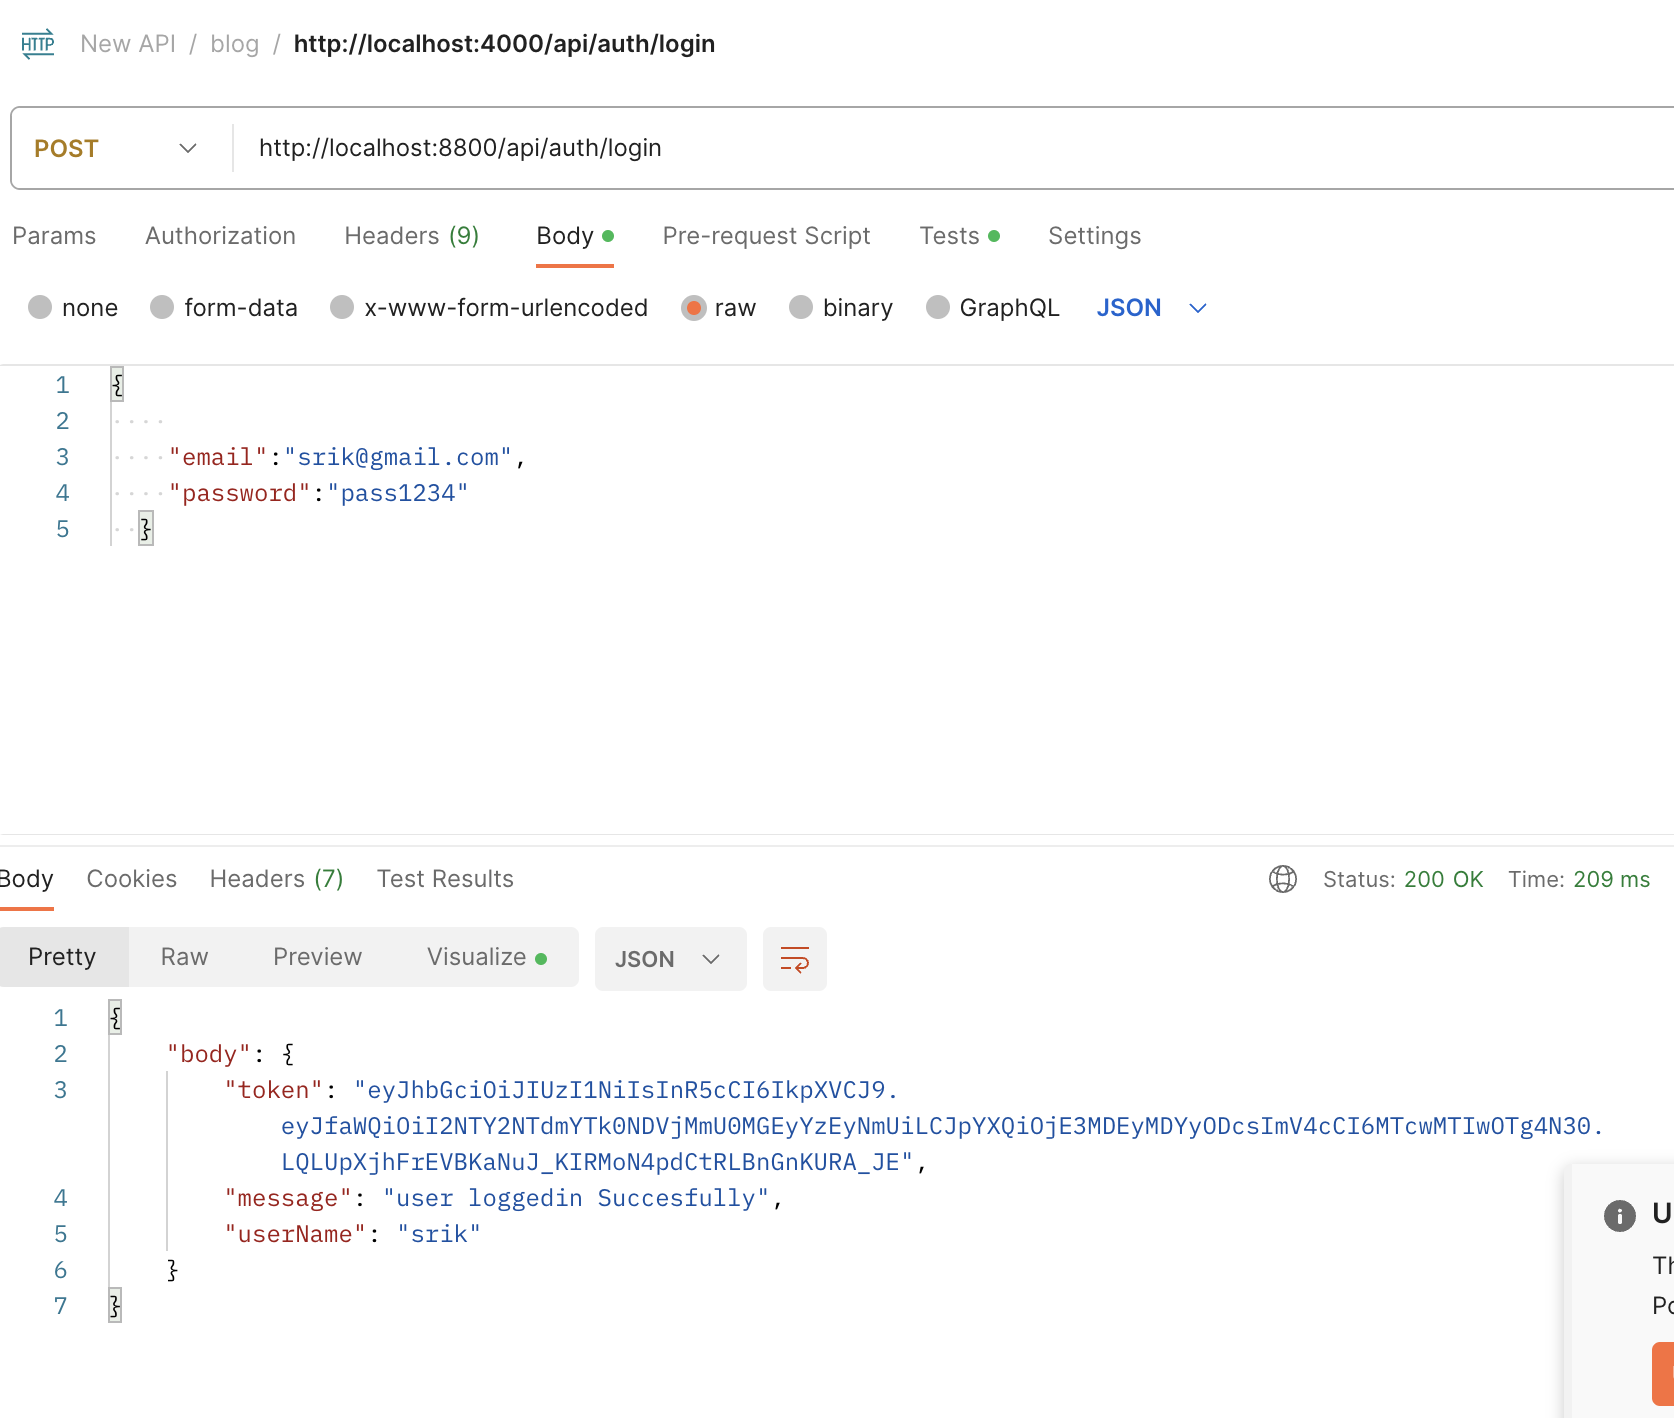 HTTP New API / blog / http://localhost:4000/api/auth/login
POST http://localhost:8800/api/auth/login
Params Authorization Headers (9) Body Pre-request Script Tests Settings
none form-data x-www-form-urlencoded raw binary GraphQL JSON
1 {
2
3 "email":"srik@gmail.com",
4 "password":"pass1234"
5 }
Body Cookies Headers (7) Test Results Status: 200 OK Time: 209 ms
Pretty Raw Preview Visualize JSON
1 {
2 "body": {
3 "token": "eyJhbGciOiJIUzI1NiIsInR5cCI6IkpXVCJ9.
eyJfaWQiOiI2NTY2NTdmYTk0NDVjMmU0MGEyYzEyNmUiLCJpYXQiOjE3MDEyMDYyODcsImV4cCI6MTcwMTIwOTg4N30.
LQLUpXjhFrEVBKaNuJ_KIRMoN4pdCtRLBnGnKURA_JE",
4 "message": "user loggedin Succesfully",
5 "userName": "srik"
6 }
7 }